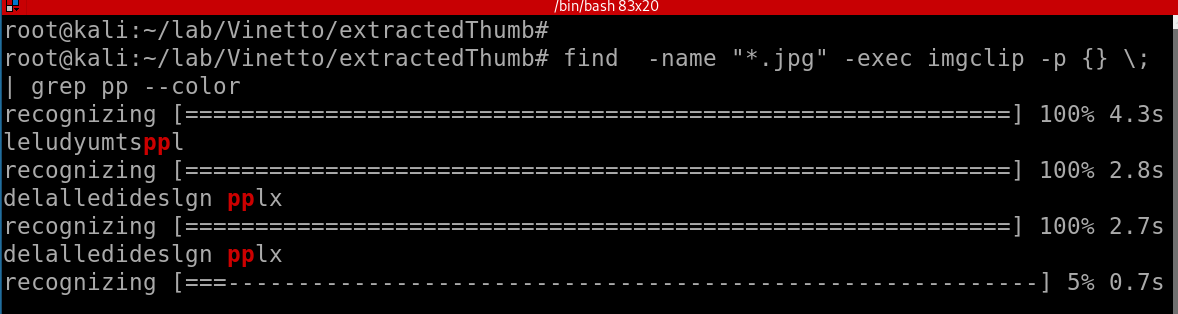 /bin/bash 83x20
root@kali:~/lab/Vinetto/extractedThumb#
root@kali:~/lab/Vinetto/extractedThumb# find  -name "*.jpg" -exec imgclip -p {} \;
| grep pp --color
recognizing [===========================================================] 100% 4.3s
leludyumtsppl
recognizing [===========================================================] 100% 2.8s
delalledideslgn pplx
recognizing [===========================================================] 100% 2.7s
delalledideslgn pplx
recognizing [===----------------------------------------------------------] 5% 0.7s